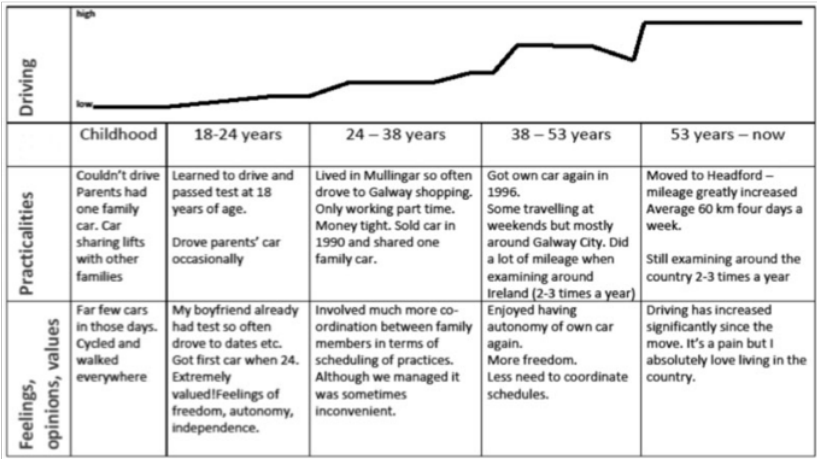 high
Driving
low
Childhood
18-24 years
24 – 38 years
38 – 53 years
53 years – now
Practicalities
Couldn't drive
Parents had
one family
car. Car
sharing lifts
with other
families
Learned to drive and
passed test at 18
years of age.
Drove parents' car
occasionally
Lived in Mullingar so often
drove to Galway shopping.
Only working part time.
Money tight. Sold car in
1990 and shared one
family car.
Got own car again in
1996.
Some travelling at
weekends but mostly
around Galway City. Did
a lot of mileage when
examining around
Ireland (2-3 times a year)
Moved to Headford –
mileage greatly increased
Average 60 km four days a
week.
Still examining around the
country 2-3 times a year
Feelings,
opinions, values
Far few cars
in those days.
Cycled and
walked
everywhere
My boyfriend already
had test so often
drove to dates etc.
Got first car when 24.
Extremely
valued!Feelings of
freedom, autonomy,
independence.
Involved much more co-
ordination between family
members in terms of
scheduling of practices.
Although we managed it
was sometimes
inconvenient.
Enjoyed having
autonomy of own car
again.
More freedom.
Less need to coordinate
schedules.
Driving has increased
significantly since the
move. It's a pain but I
absolutely love living in the
country.